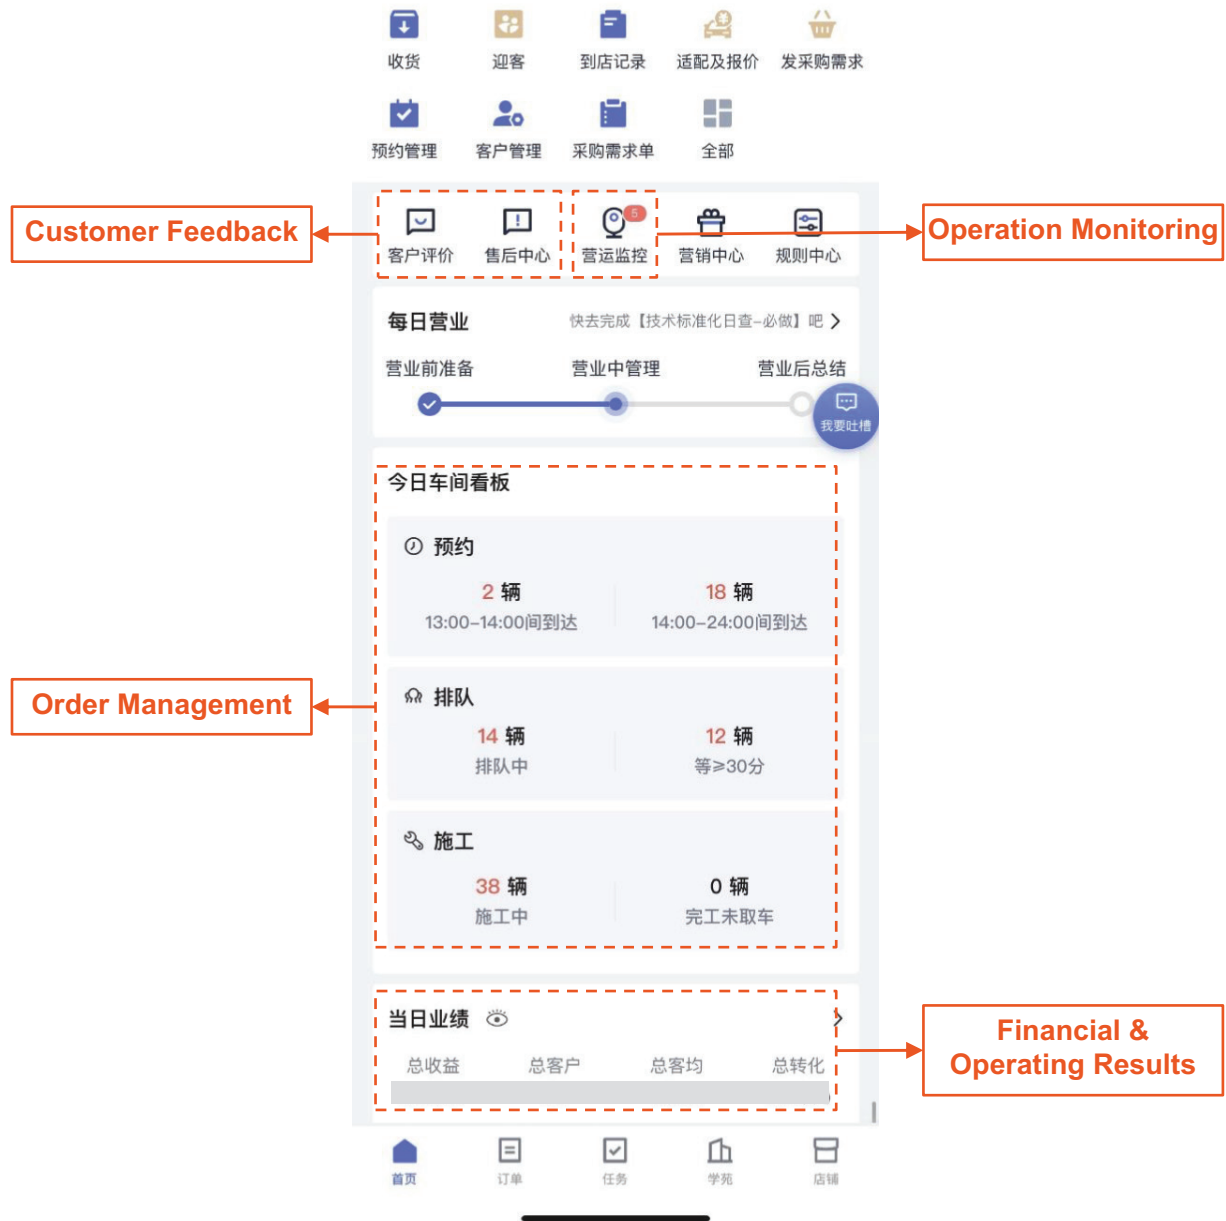 收货 迎客 到店记录 适配及报价 发采购需求
预约管理 客户管理 采购需求单 全部
Customer Feedback
5
客户评价 售后中心 营运监控 营销中心 规则中心
Operation Monitoring
每日营业 快去完成【技术标准化日查-必做】吧
营业前准备 营业中管理 营业后总结
我要吐槽
今日车间看板
预约
2 辆 18 辆
13:00-14:00间到达 14:00-24:00间到达
Order Management
排队
14 辆 12 辆
排队中 等≥30分
施工
38 辆 0 辆
施工中 完工未取车
当日业绩
总收益 总客户 总客均 总转化
Financial &
Operating Results
首页 订单 任务 学苑 店铺